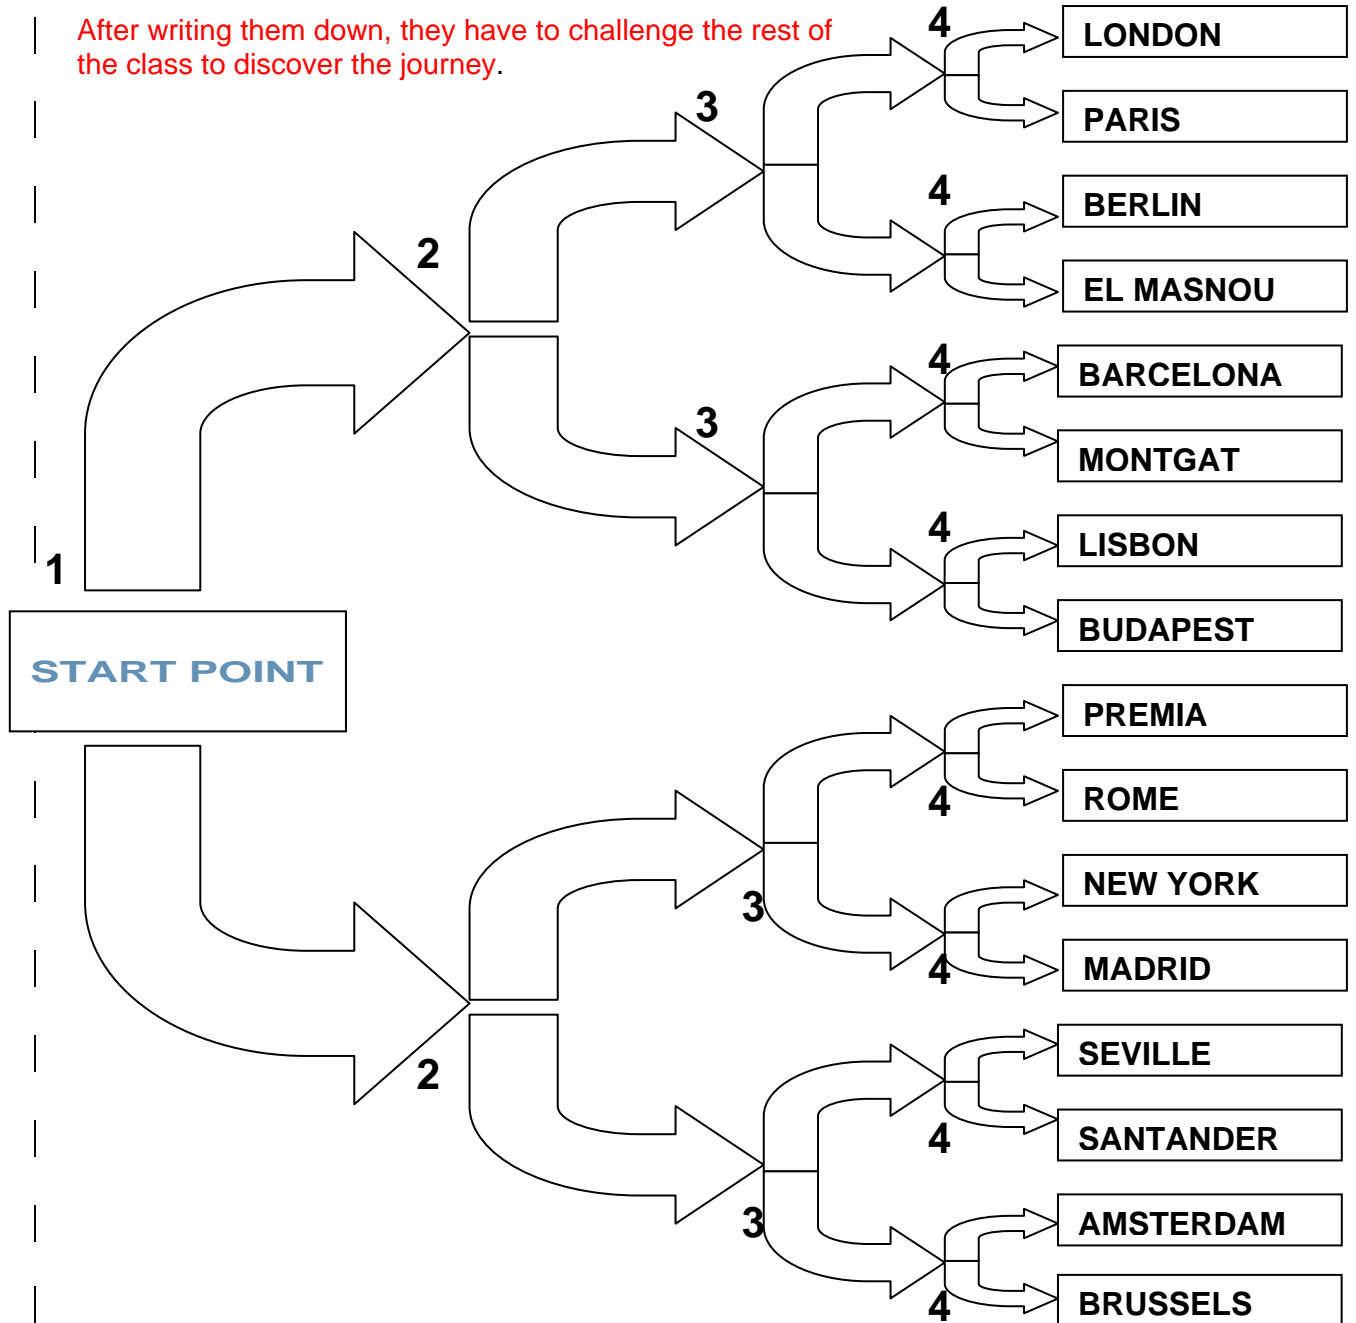 After writing them down, they have to challenge the rest of
the class to discover the journey.
4
LONDON
PARIS
3
4
BERLIN
2
EL MASNOU
4
BARCELONA
3
MONTGAT
4
LISBON
1
BUDAPEST
START POINT
PREMIA
4
ROME
NEW YORK
3
4
MADRID
2
SEVILLE
4
SANTANDER
3
AMSTERDAM
4
BRUSSELS